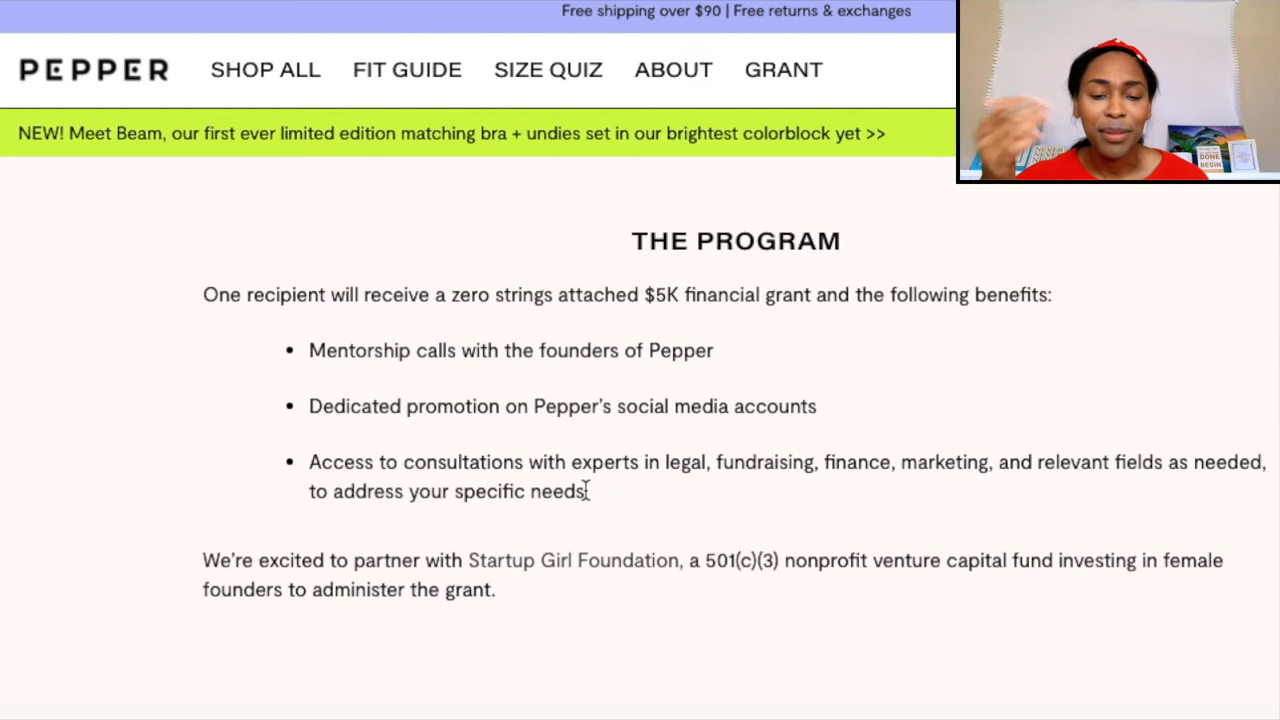 Free shipping over $90 | Free returns & exchanges
PEPPER SHOP ALL FIT GUIDE SIZE QUIZ ABOUT GRANT
NEW! Meet Beam, our first ever limited edition matching bra + undies set in our brightest colorblock yet >>
NEVER
DONE
BEGIN
THE PROGRAM
One recipient will receive a zero strings attached $5K financial grant and the following benefits:
• Mentorship calls with the founders of Pepper
• Dedicated promotion on Pepper’s social media accounts
• Access to consultations with experts in legal, fundraising, finance, marketing, and relevant fields as needed,
to address your specific needs
We’re excited to partner with Startup Girl Foundation, a 501(c)(3) nonprofit venture capital fund investing in female
founders to administer the grant.